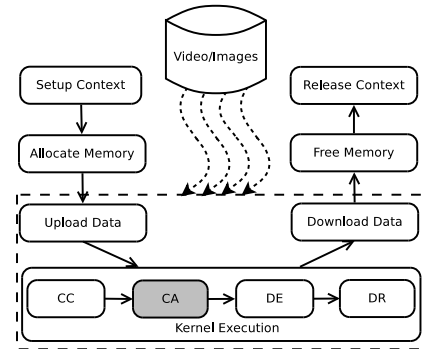 Video/Images
Setup Context
Release Context
Allocate Memory
Free Memory
Upload Data
Download Data
CC
CA
DE
DR
Kernel Execution